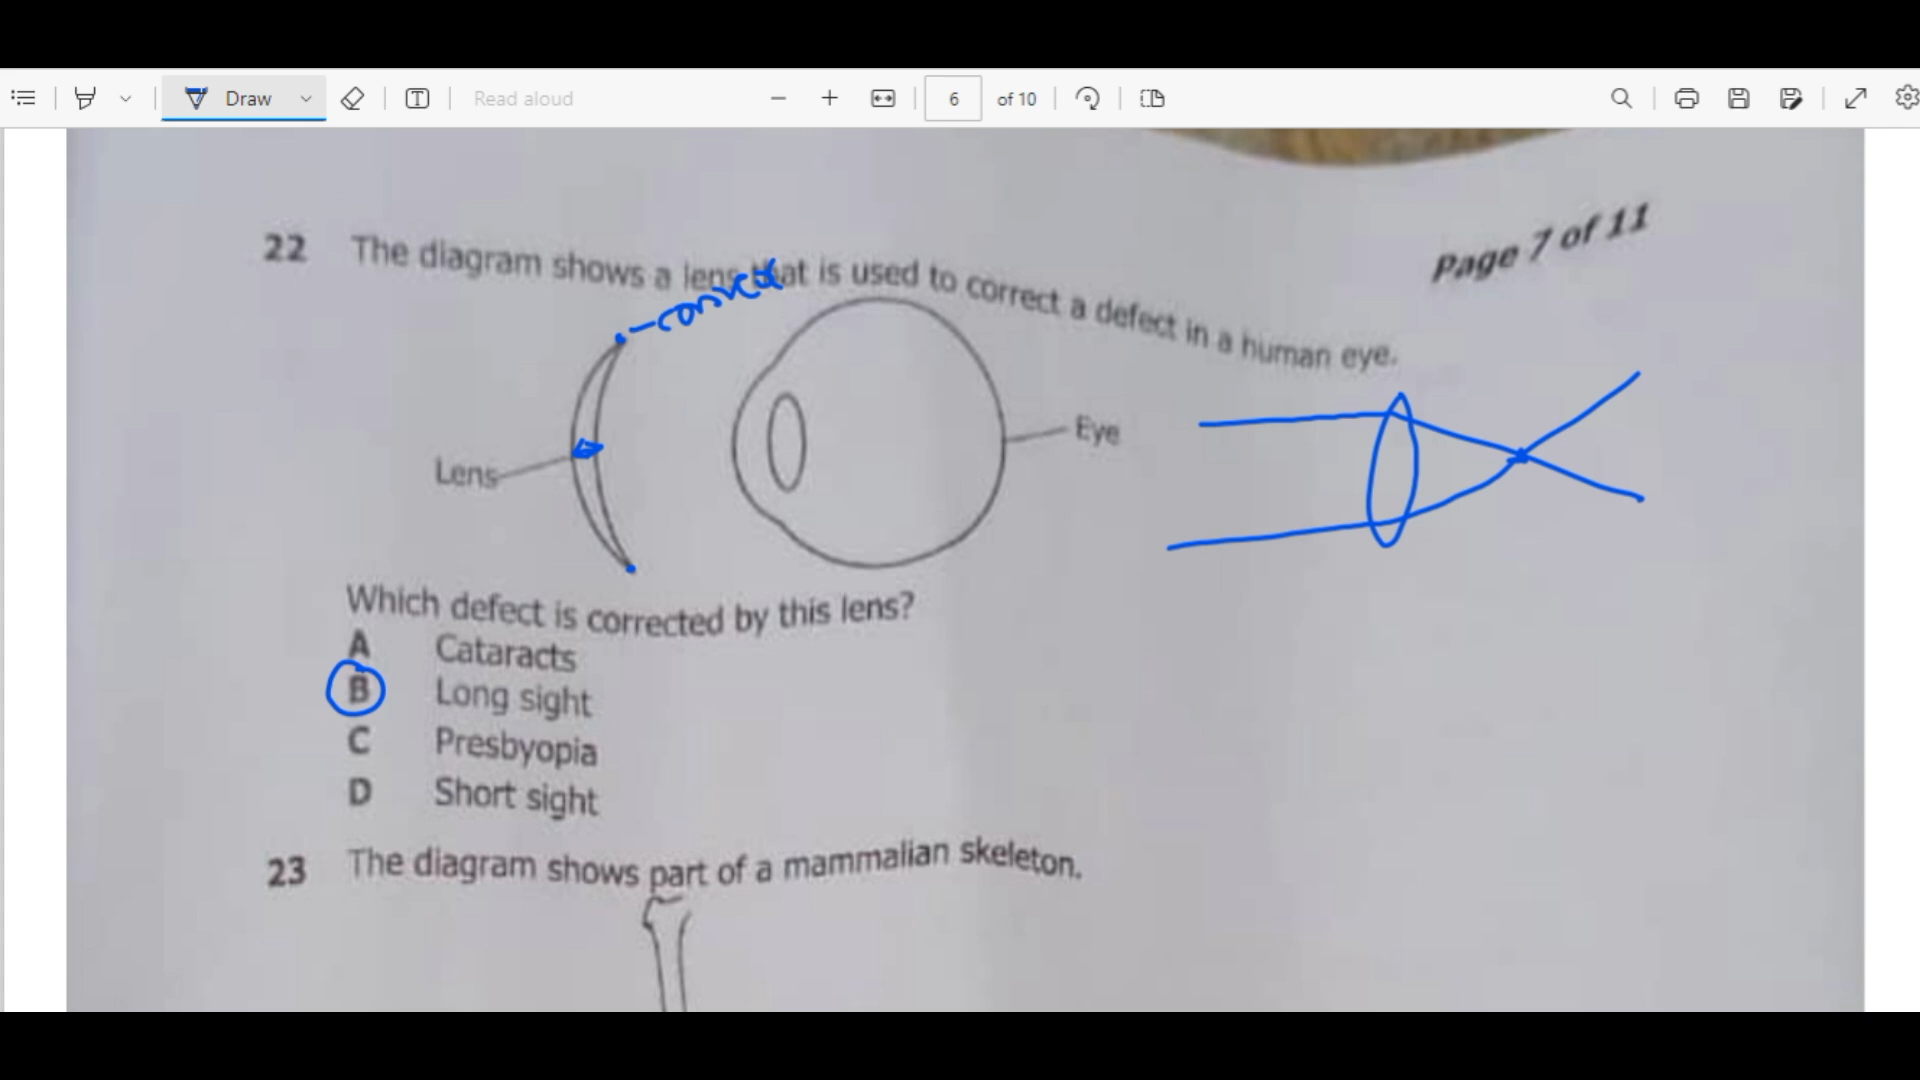 Draw
Read aloud
6 of 10
Page 7 of 11
22 The diagram shows a lens that is used to correct a defect in a human eye.
convex
Lens
Eye
Which defect is corrected by this lens?
A Cataracts
B Long sight
C Presbyopia
D Short sight
23 The diagram shows part of a mammalian skeleton.